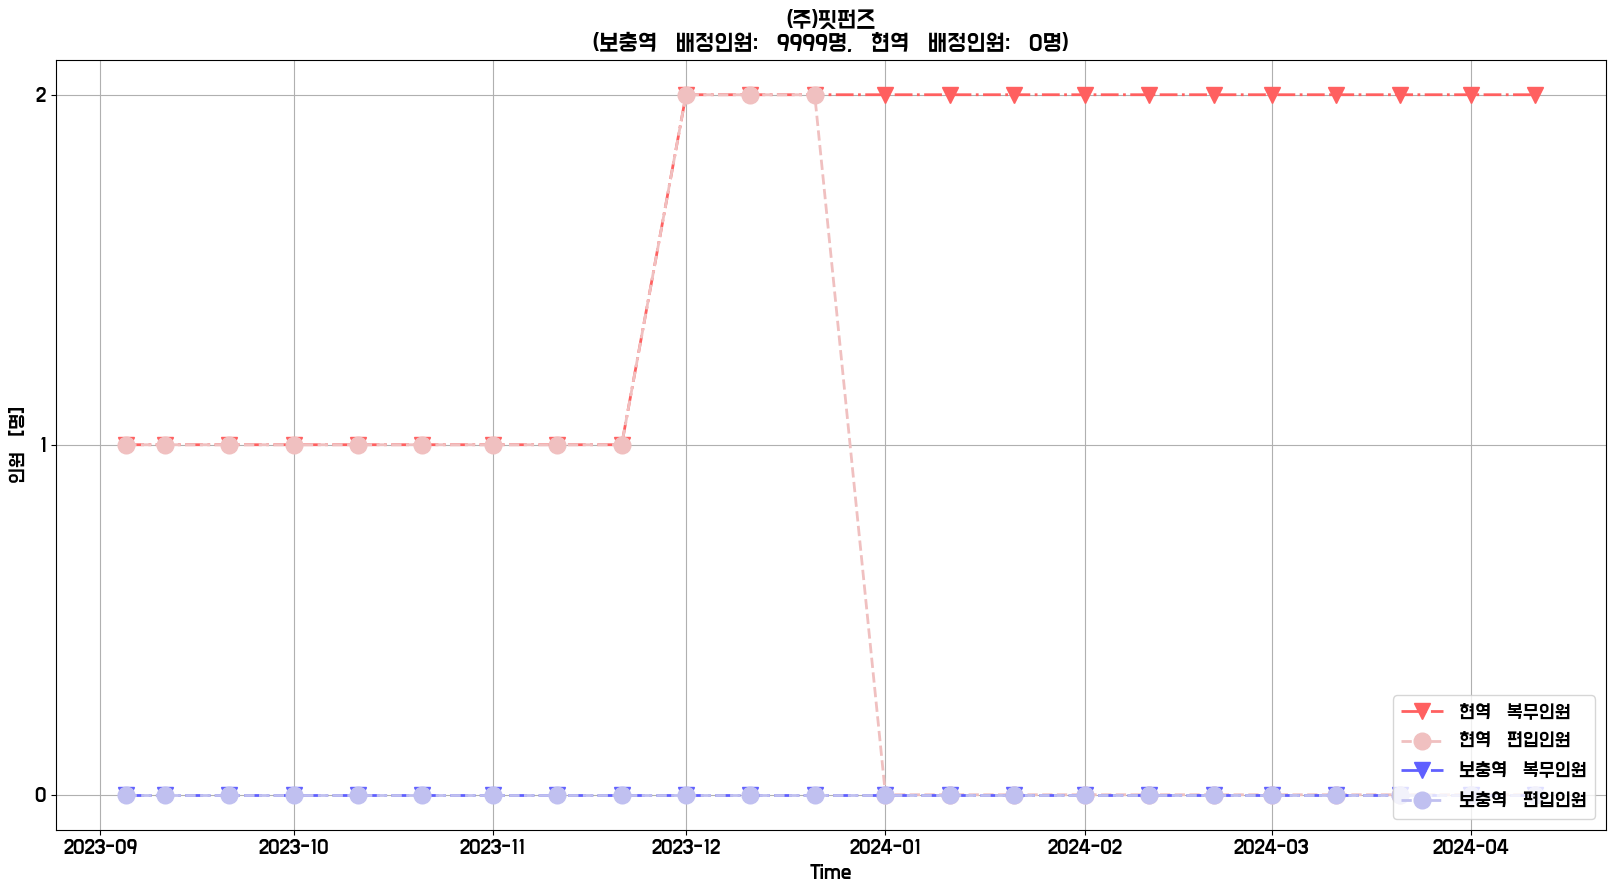 (주)핏펀즈
(보충역 배정인원: 9999명, 현역 배정인원: 0명)
인원 [명]
2
1
0
현역 복무인원
현역 편입인원
보충역 복무인원
보충역 편입인원
2023-09 2023-10 2023-11 2023-12 2024-01 2024-02 2024-03 2024-04
Time